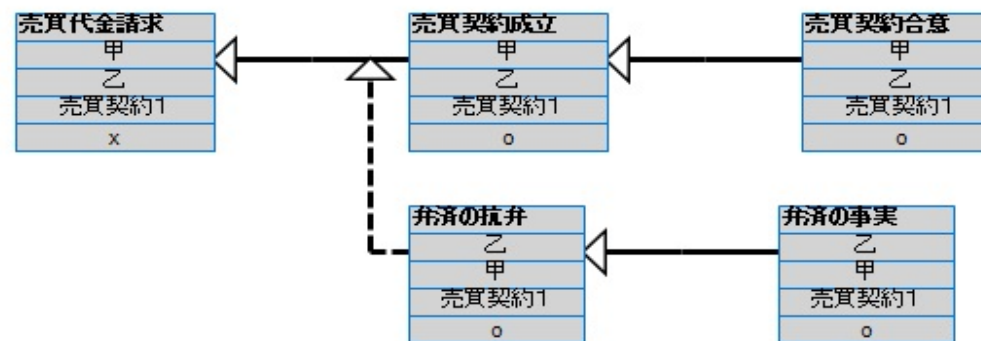 売買代金請求
甲
乙
売買契約1
x
売買契約成立
甲
乙
売買契約1
o
売買契約合意
甲
乙
売買契約1
o
弁済の抗弁
乙
甲
売買契約1
o
弁済の事実
乙
甲
売買契約1
o